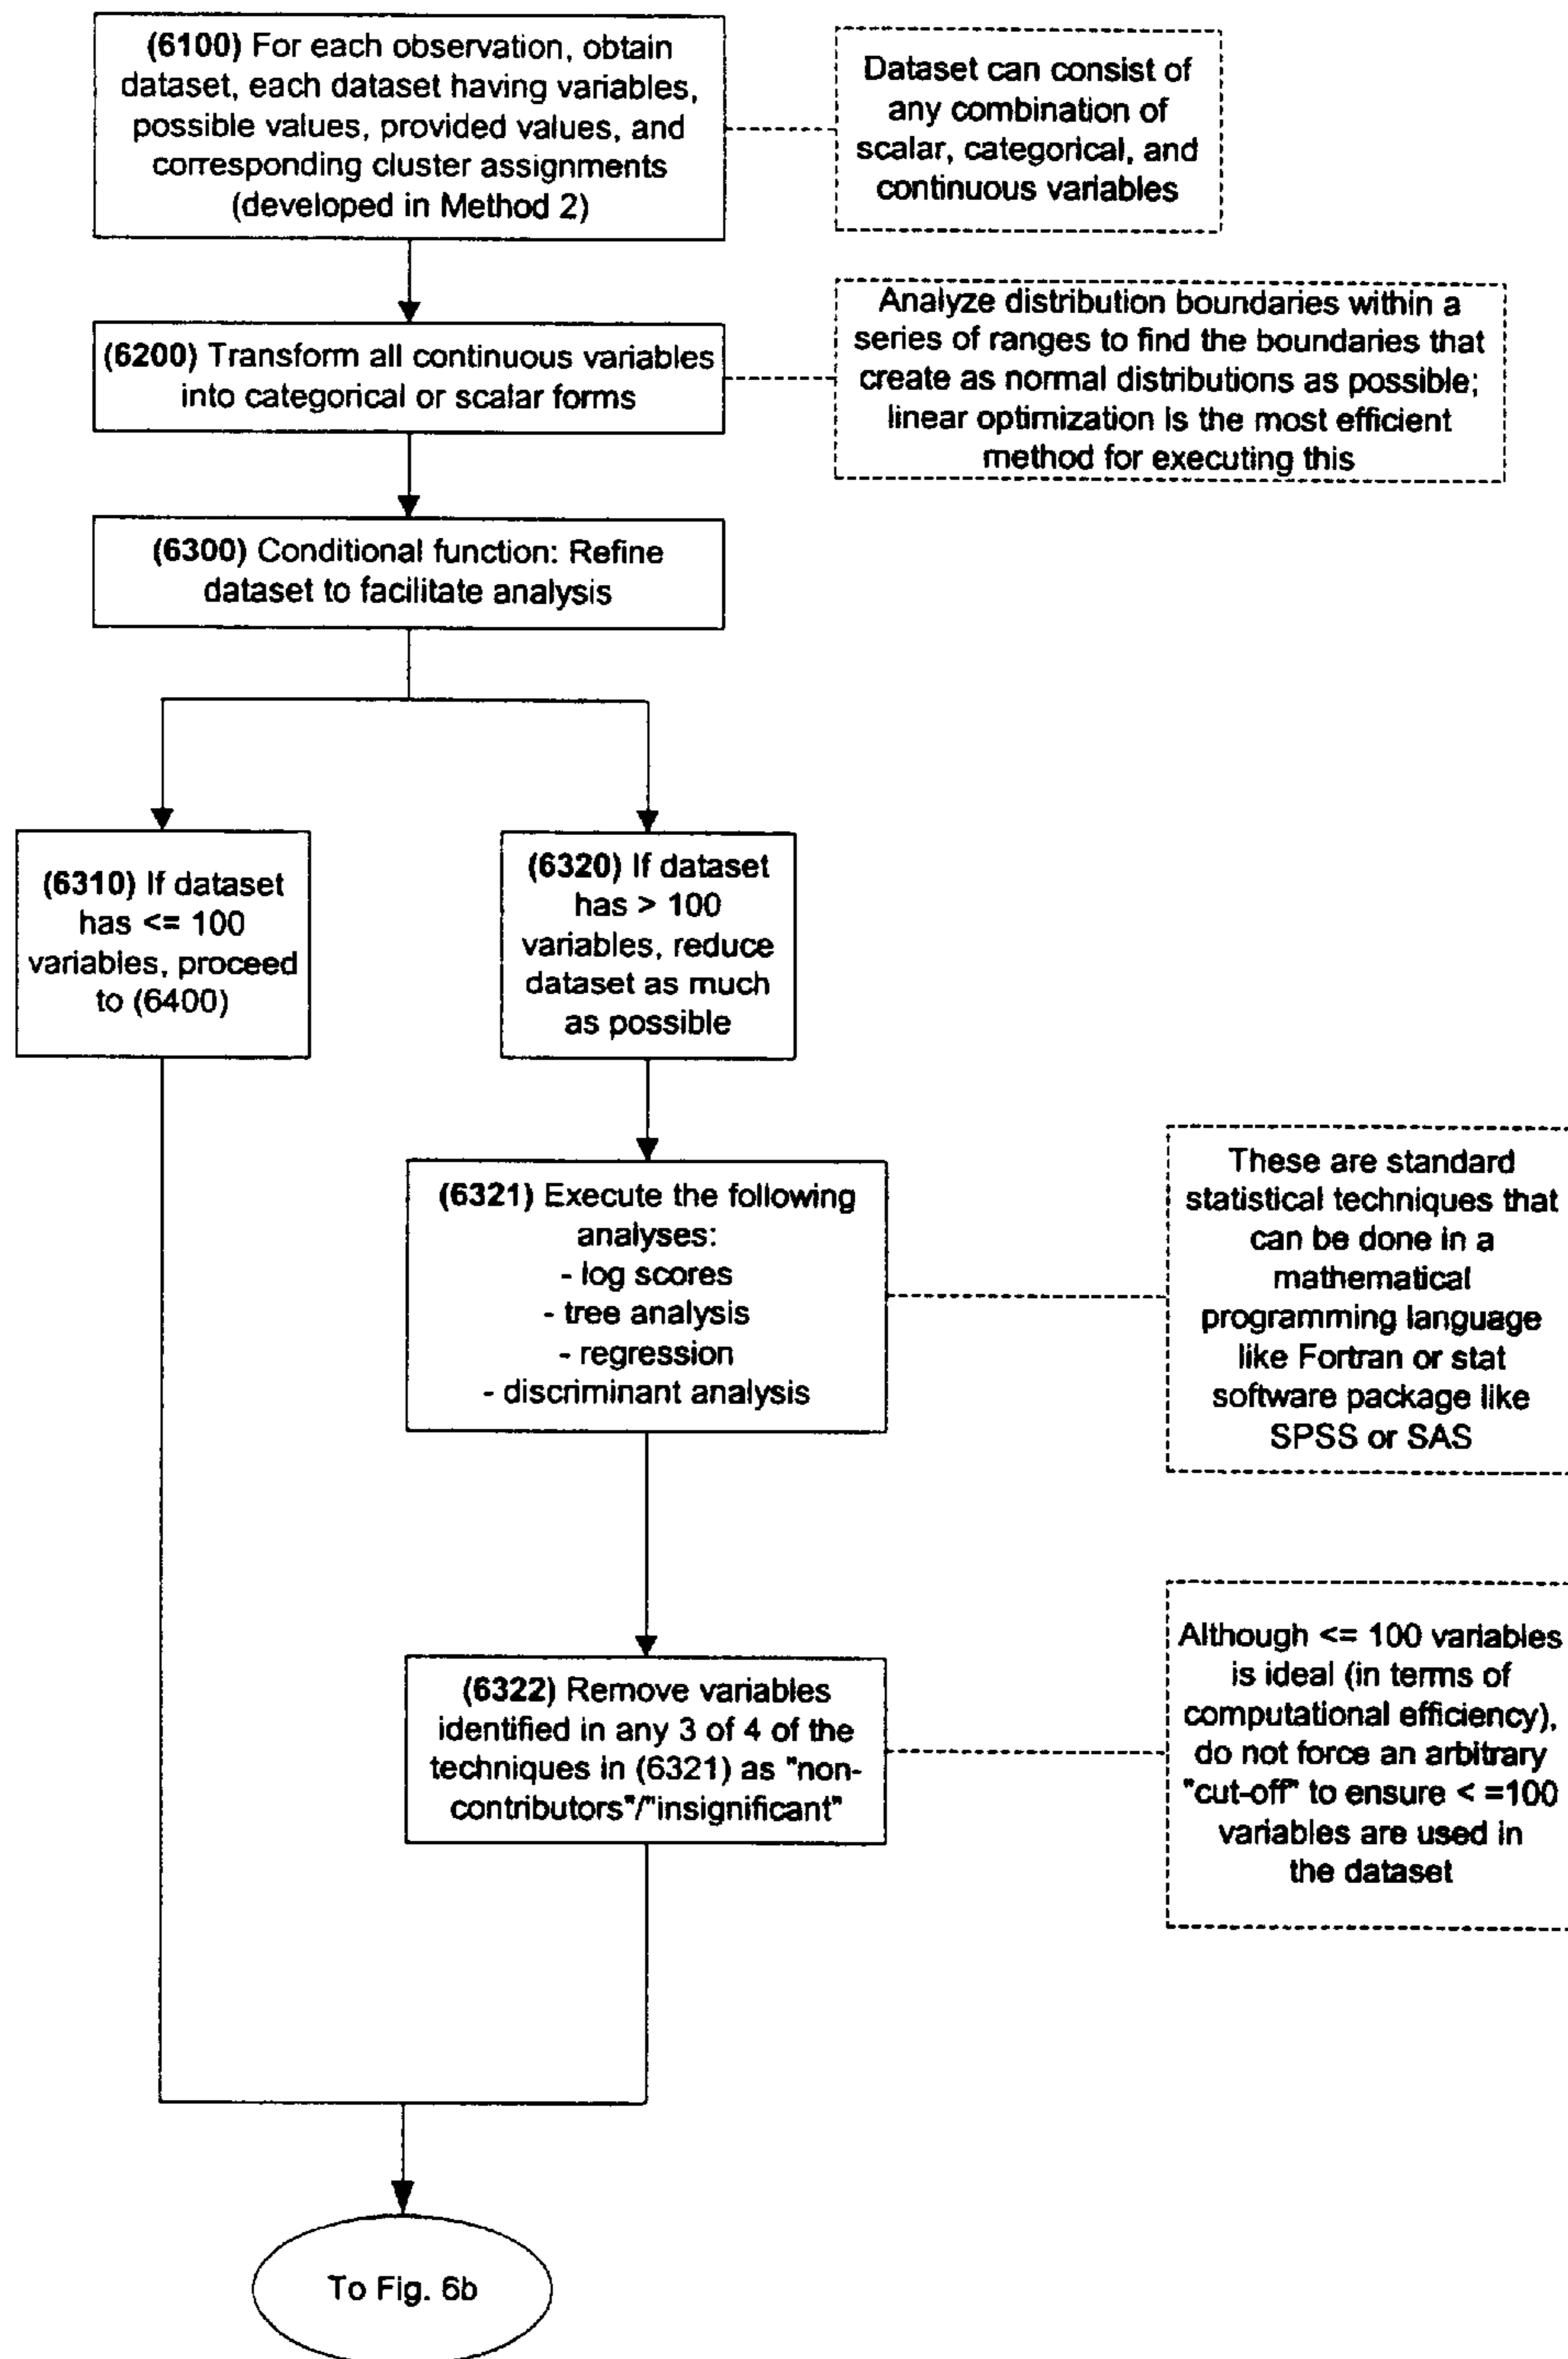 (6100) For each observation, obtain
dataset, each dataset having variables,
possible values, provided values, and
corresponding cluster assignments
(developed in Method 2)
Dataset can consist of
any combination of
scalar, categorical, and
continuous variables
(6200) Transform all continuous variables
into categorical or scalar forms
Analyze distribution boundaries within a
series of ranges to find the boundaries that
create as normal distributions as possible;
linear optimization is the most efficient
method for executing this
(6300) Conditional function: Refine
dataset to facilitate analysis
(6310) If dataset
has <= 100
variables, proceed
to (6400)
(6320) If dataset
has > 100
variables, reduce
dataset as much
as possible
(6321) Execute the following
analyses:
- log scores
- tree analysis
- regression
- discriminant analysis
These are standard
statistical techniques that
can be done in a
mathematical
programming language
like Fortran or stat
software package like
SPSS or SAS
(6322) Remove variables
identified in any 3 of 4 of the
techniques in (6321) as "non-
contributors"/"insignificant"
Although <= 100 variables
is ideal (in terms of
computational efficiency),
do not force an arbitrary
"cut-off" to ensure < =100
variables are used in
the dataset
To Fig. 6b